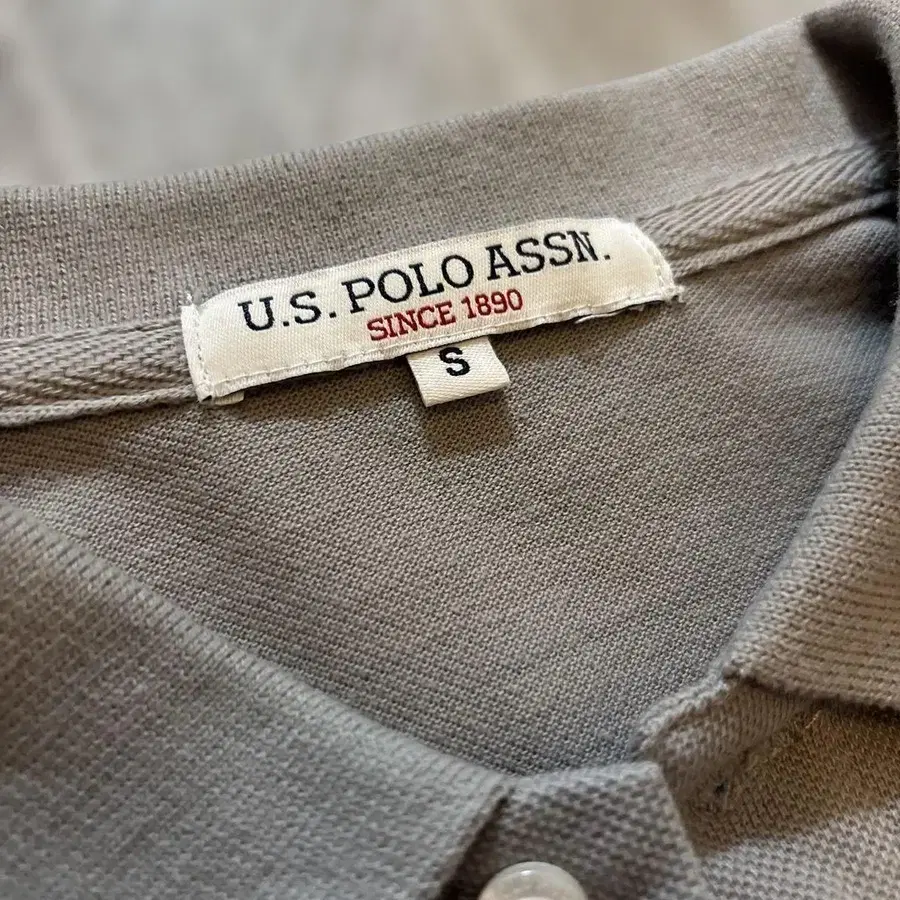 U.S. POLO ASSN.
SINCE 1890
S